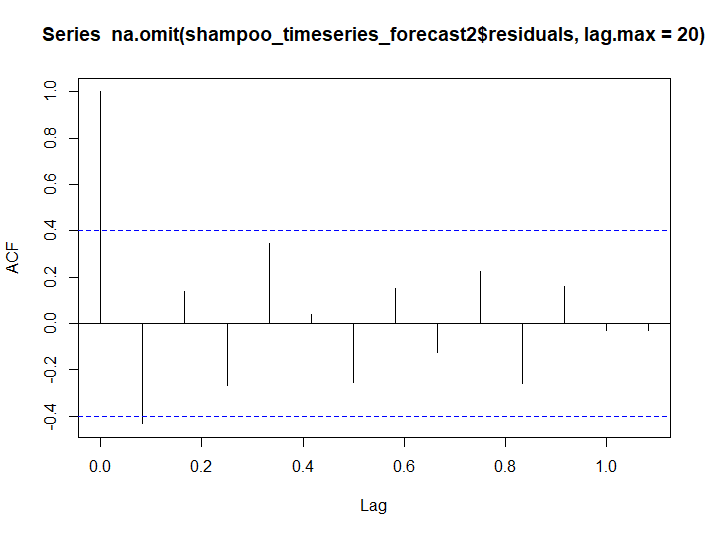 Series  na.omit(shampoo_timeseries_forecast2$residuals, lag.max = 20)
ACF
1.0
0.8
0.6
0.4
0.2
0.0
-0.2
-0.4
0.0 0.2 0.4 0.6 0.8 1.0
Lag